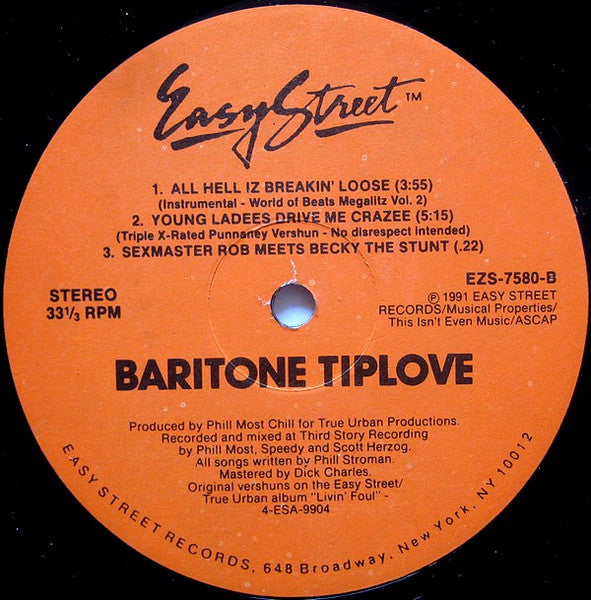 Easy Street ™
1. ALL HELL IZ BREAKIN' LOOSE (3:55)
(Instrumental - World of Beats Megalitz Vol. 2)
2. YOUNG LADEES DRIVE ME CRAZEE (5:15)
(Triple X-Rated Punnaney Vershun - No disrespect intended)
3. SEXMASTER ROB MEETS BECKY THE STUNT (.22)
STEREO
33⅓ RPM
EZS-7580-B
℗ 1991 EASY STREET
RECORDS/Musical Properties/
This Isn't Even Music/ASCAP
BARITONE TIPLOVE
Produced by Phill Most Chill for True Urban Productions.
Recorded and mixed at Third Story Recording
by Phill Most, Speedy and Scott Herzog.
All songs written by Phill Stroman.
Mastered by Dick Charles.
Original vershuns on the Easy Street/
True Urban album "Livin' Foul" -
4-ESA-9904
EASY STREET RECORDS, 648 Broadway, New York, NY 10012